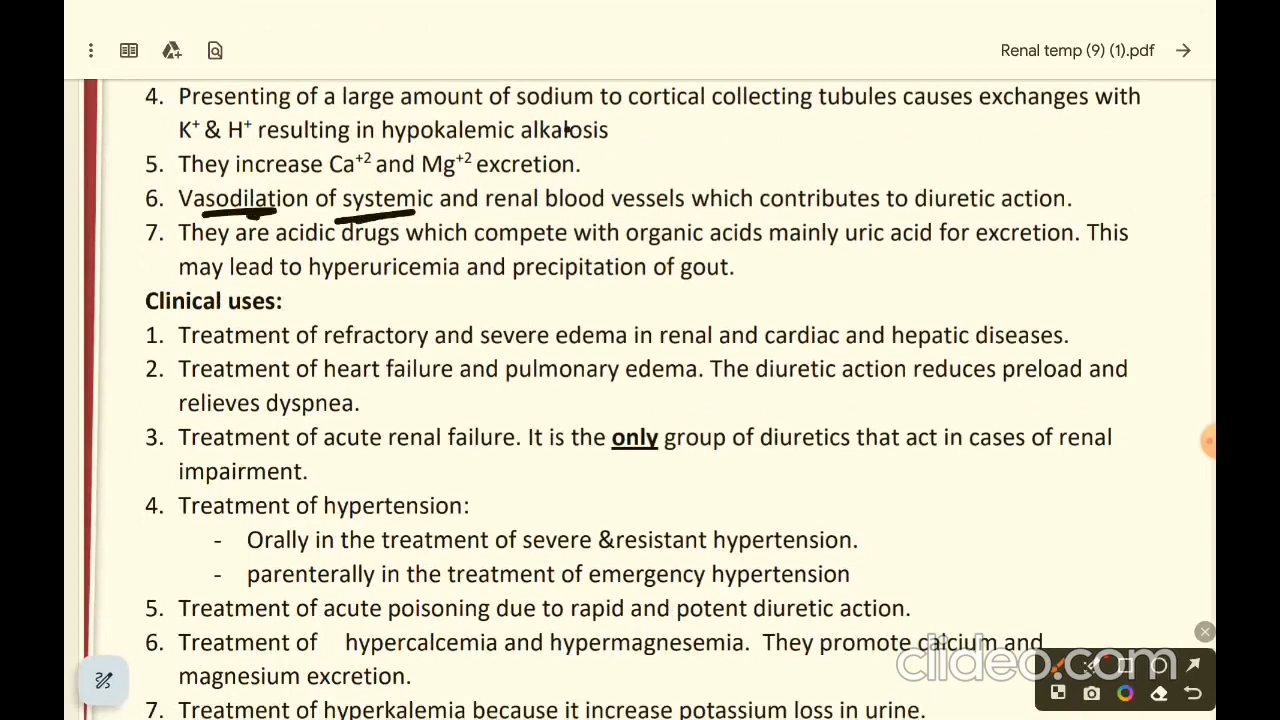 Renal temp (9) (1).pdf
4. Presenting of a large amount of sodium to cortical collecting tubules causes exchanges with
K⁺ & H⁺ resulting in hypokalemic alkalosis
5. They increase Ca⁺² and Mg⁺² excretion.
6. Vasodilation of systemic and renal blood vessels which contributes to diuretic action.
7. They are acidic drugs which compete with organic acids mainly uric acid for excretion. This
may lead to hyperuricemia and precipitation of gout.
Clinical uses:
1. Treatment of refractory and severe edema in renal and cardiac and hepatic diseases.
2. Treatment of heart failure and pulmonary edema. The diuretic action reduces preload and
relieves dyspnea.
3. Treatment of acute renal failure. It is the only group of diuretics that act in cases of renal
impairment.
4. Treatment of hypertension:
- Orally in the treatment of severe &resistant hypertension.
- parenterally in the treatment of emergency hypertension
5. Treatment of acute poisoning due to rapid and potent diuretic action.
6. Treatment of hypercalcemia and hypermagnesemia. They promote calcium and
magnesium excretion.
7. Treatment of hyperkalemia because it increase potassium loss in urine.
clideo.com